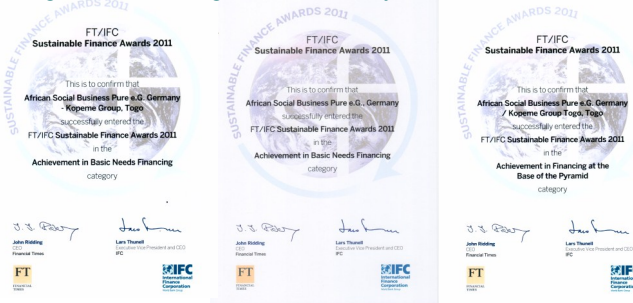 SUSTAINABLE FINANCE AWARDS 2011
FT/IFC
Sustainable Finance Awards 2011
This is to confirm that
African Social Business Pure e.G. Germany
- Kopeme Group, Togo
successfully entered the
FT/IFC Sustainable Finance Awards 2011
in the
Achievement in Basic Needs Financing
category
John Ridding
CEO
Financial Times
Lars Thunell
Executive Vice President and CEO
IFC
FT
FINANCIAL
TIMES
IFC
International
Finance
Corporation
SUSTAINABLE FINANCE AWARDS 2011
FT/IFC
Sustainable Finance Awards 2011
This is to confirm that
African Social Business Pure e.G., Germany
successfully entered the
FT/IFC Sustainable Finance Awards 2011
in the
Achievement in Basic Needs Financing
category
John Ridding
CEO
Financial Times
Lars Thunell
Executive Vice President and CEO
IFC
FT
FINANCIAL
TIMES
IFC
International
Finance
Corporation
SUSTAINABLE FINANCE AWARDS 2011
FT/IFC
Sustainable Finance Awards 2011
This is to confirm that
African Social Business Pure e.G. Germany
/ Kopeme Group Togo, Togo
successfully entered the
FT/IFC Sustainable Finance Awards 2011
in the
Achievement in Financing at the
Base of the Pyramid
category
John Ridding
CEO
Financial Times
Lars Thunell
Executive Vice President and CEO
IFC
FT
FINANCIAL
TIMES
IFC
Finance